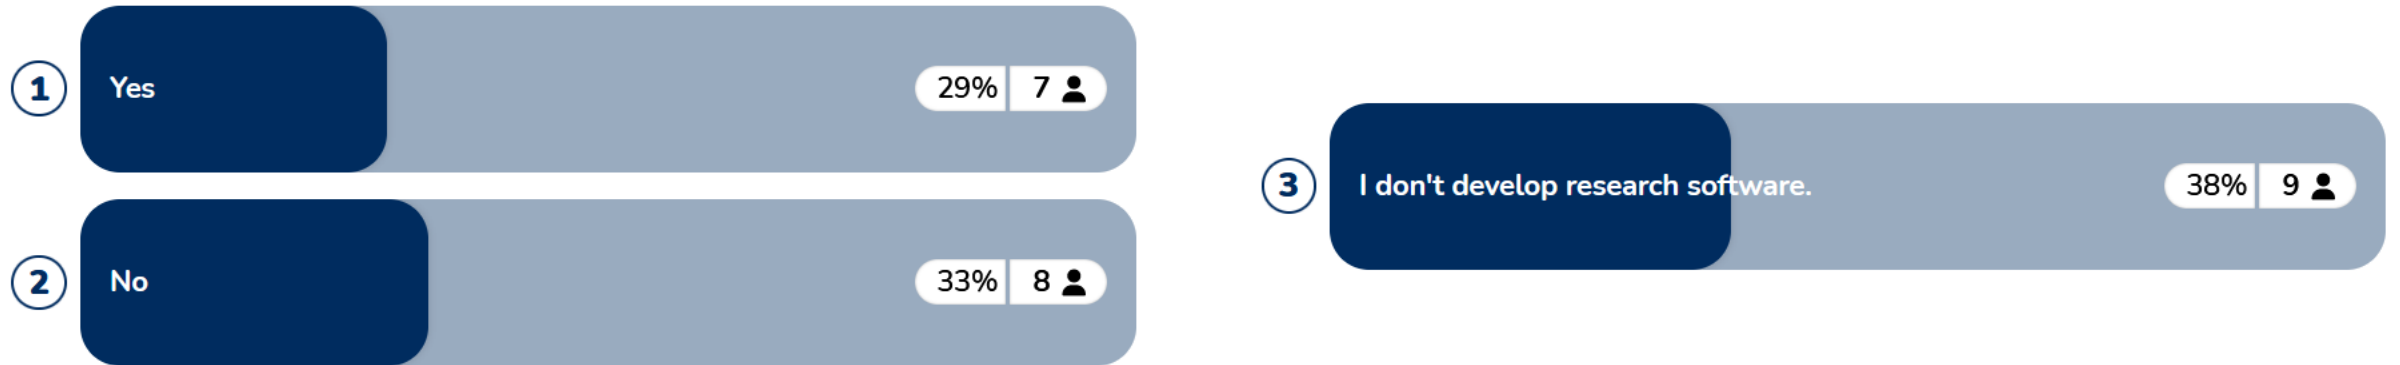 1 Yes 29% 7
2 No 33% 8
3 I don't develop research software. 38% 9